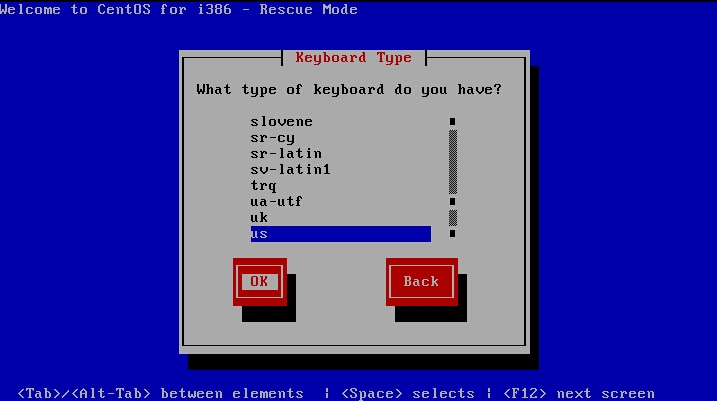 Welcome to CentOS for i386 - Rescue Mode
Keyboard Type
What type of keyboard do you have?
slovene
sr-cy
sr-latin
sv-latin1
trq
ua-utf
uk
us
OK Back
<Tab>/<Alt-Tab> between elements | <Space> selects | <F12> next screen